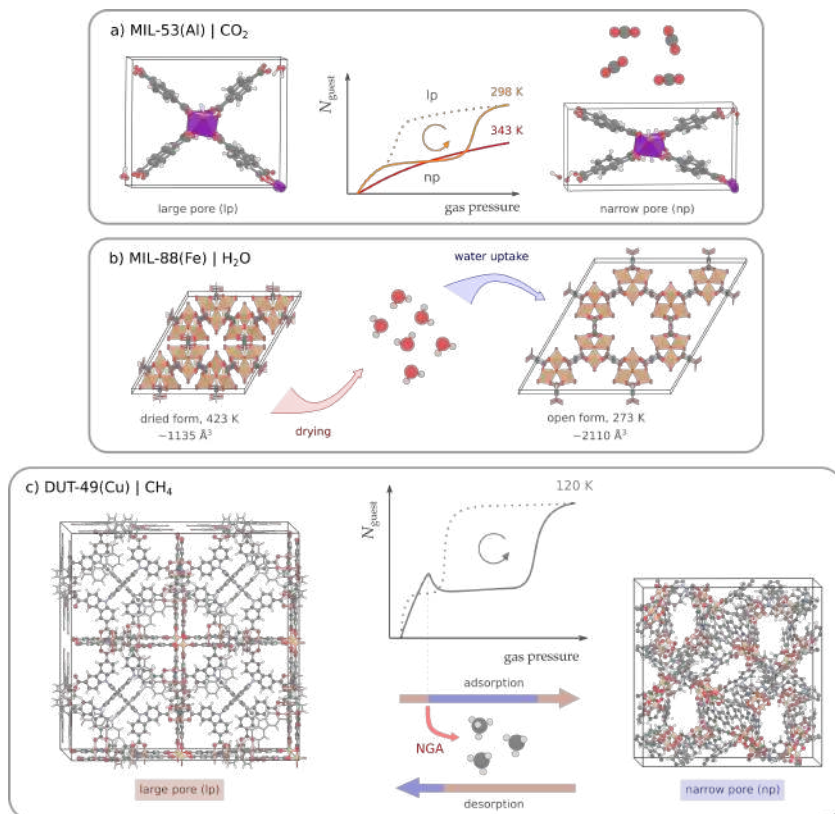 a) MIL-53(Al) | CO₂
large pore (lp)
N_guest
lp
298 K
343 K
np
gas pressure
narrow pore (np)
b) MIL-88(Fe) | H₂O
water uptake
dried form, 423 K
~1135 Å³
drying
open form, 273 K
~2110 Å³
c) DUT-49(Cu) | CH₄
120 K
N_guest
gas pressure
adsorption
NGA
desorption
large pore (lp)
narrow pore (np)